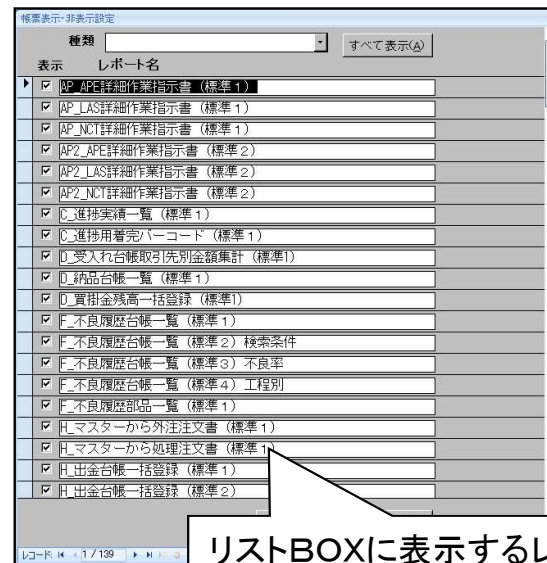 帳票表示・非表示設定
種類
すべて表示(A)
表示 レポート名
AP_APE詳細作業指示書（標準１）
AP_LAS詳細作業指示書（標準１）
AP_NCT詳細作業指示書（標準１）
AP2_APE詳細作業指示書（標準２）
AP2_LAS詳細作業指示書（標準２）
AP2_NCT詳細作業指示書（標準２）
C_進捗実績一覧（標準１）
C_進捗用着完バーコード（標準１）
D_受入れ台帳取引先別金額集計（標準1）
D_納品台帳一覧（標準１）
D_買掛金残高一括登録（標準1）
F_不良履歴台帳一覧（標準１）
F_不良履歴台帳一覧（標準２）検索条件
F_不良履歴台帳一覧（標準３）不良率
F_不良履歴台帳一覧（標準４）工程別
F_不良履歴部品一覧（標準１）
H_マスターから外注注文書（標準１）
H_マスターから処理注文書（標準１）
H_出金台帳一括登録（標準１）
H_出金台帳一括登録（標準２）
リストＢＯＸに表示するレ
レコード: 1 / 139